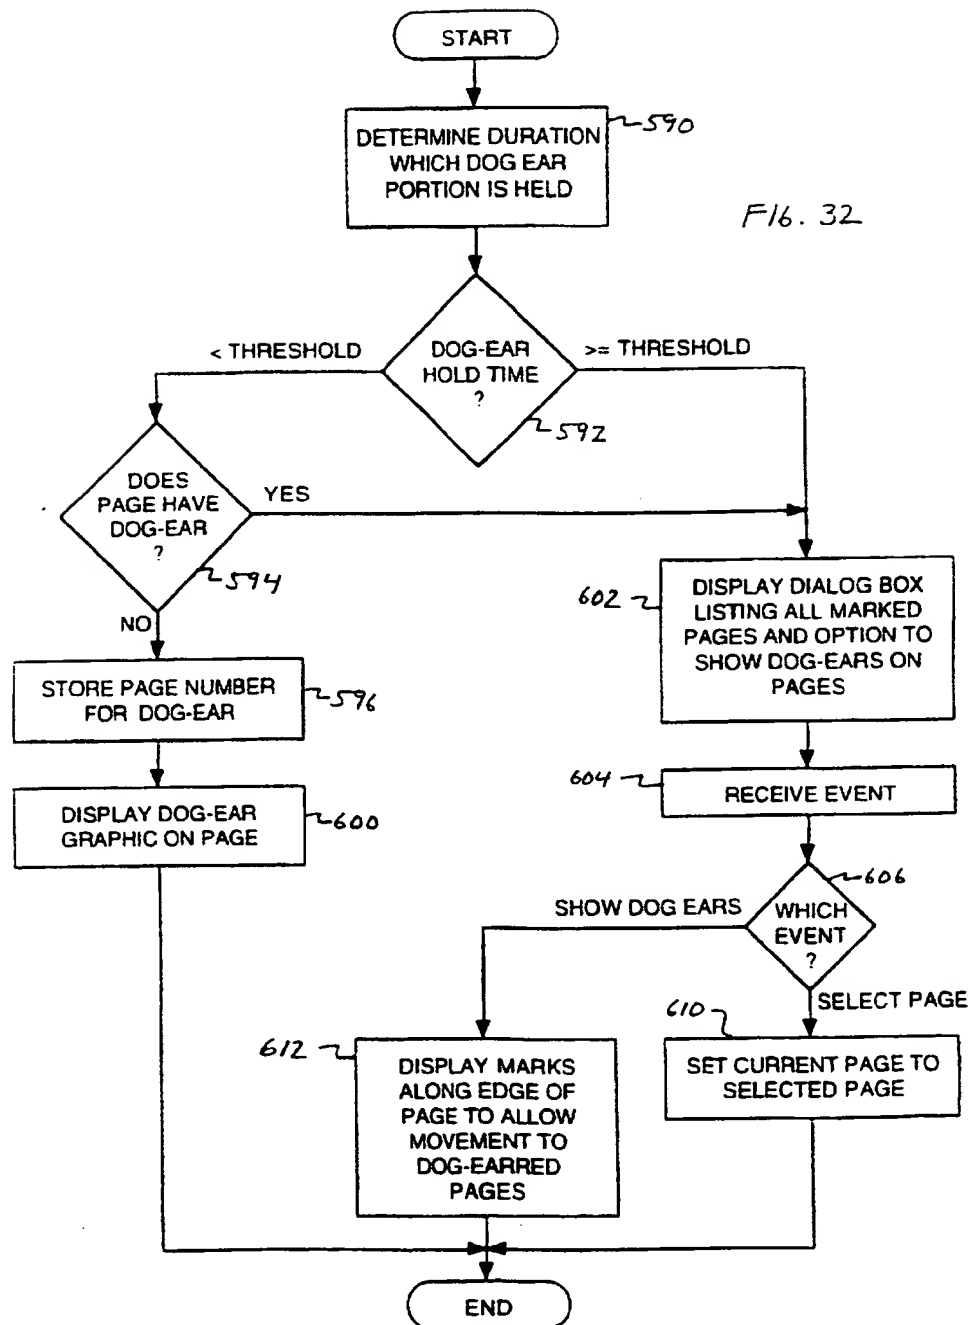 START
DETERMINE DURATION
WHICH DOG EAR
PORTION IS HELD
590
FIG. 32
< THRESHOLD
DOG-EAR
HOLD TIME
?
>= THRESHOLD
592
DOES
PAGE HAVE
DOG-EAR
?
YES
594
NO
602
DISPLAY DIALOG BOX
LISTING ALL MARKED
PAGES AND OPTION TO
SHOW DOG-EARS ON
PAGES
STORE PAGE NUMBER
FOR DOG-EAR
596
604
RECEIVE EVENT
DISPLAY DOG-EAR
GRAPHIC ON PAGE
600
606
SHOW DOG EARS
WHICH
EVENT
?
SELECT PAGE
610
SET CURRENT PAGE TO
SELECTED PAGE
612
DISPLAY MARKS
ALONG EDGE OF
PAGE TO ALLOW
MOVEMENT TO
DOG-EARRED
PAGES
END